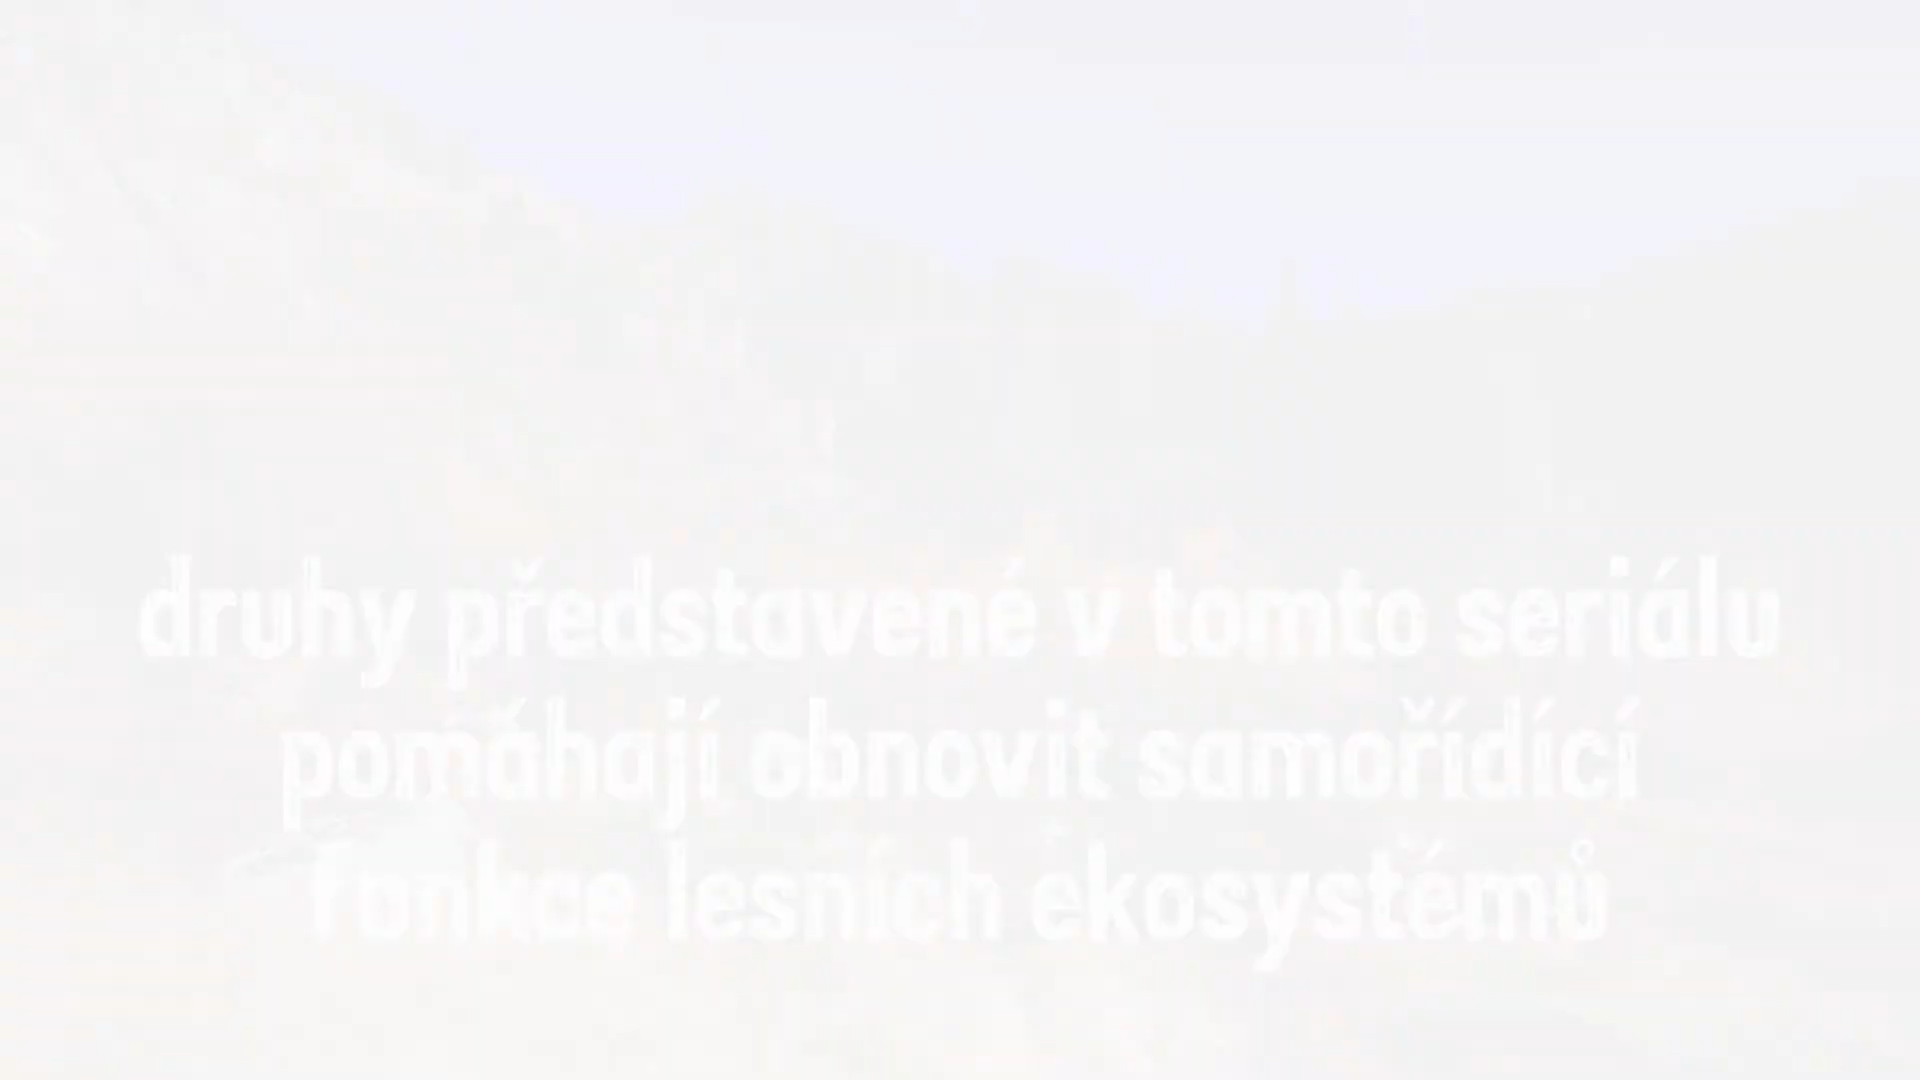 druhy představené v tomto seriálu
pomáhají obnovit samořídící
funkce lesních ekosystémů